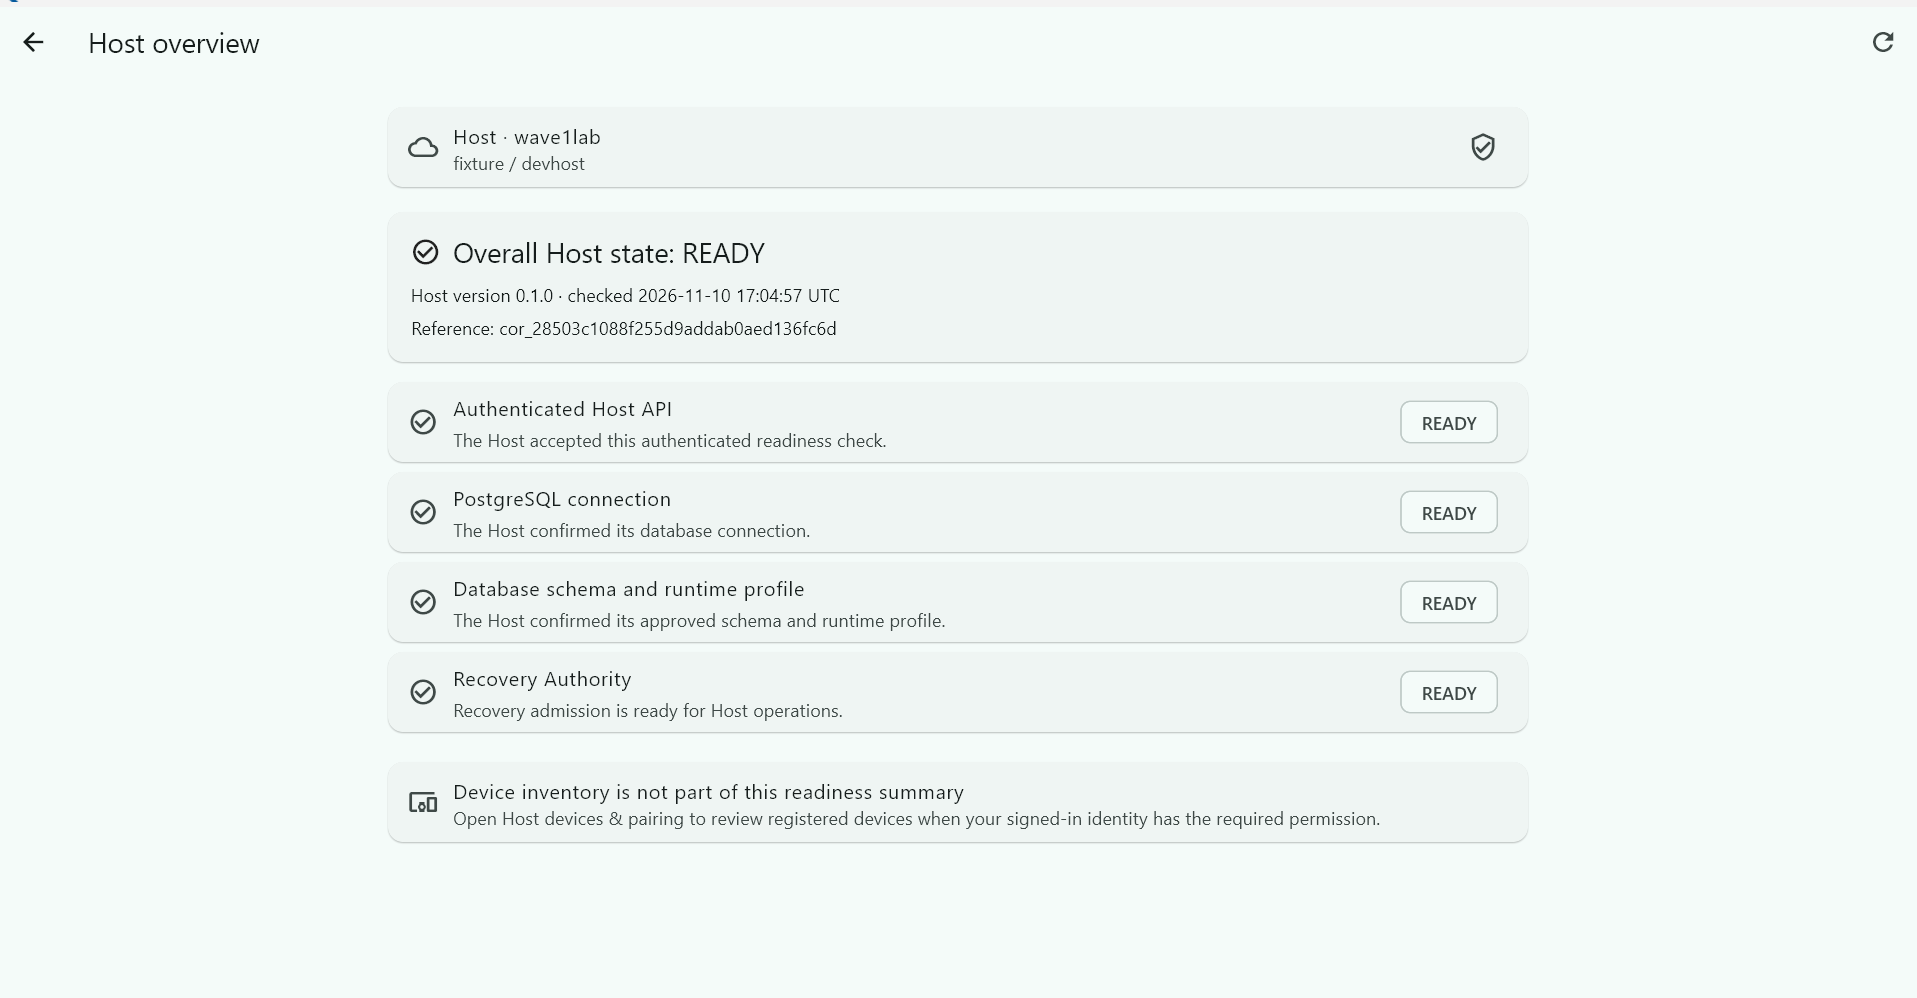 Host overview
Host · wave1lab
fixture / devhost
Overall Host state: READY
Host version 0.1.0 · checked 2026-11-10 17:04:57 UTC
Reference: cor_28503c1088f255d9addab0aed136fc6d
Authenticated Host API
The Host accepted this authenticated readiness check.
READY
PostgreSQL connection
The Host confirmed its database connection.
READY
Database schema and runtime profile
The Host confirmed its approved schema and runtime profile.
READY
Recovery Authority
Recovery admission is ready for Host operations.
READY
Device inventory is not part of this readiness summary
Open Host devices & pairing to review registered devices when your signed-in identity has the required permission.